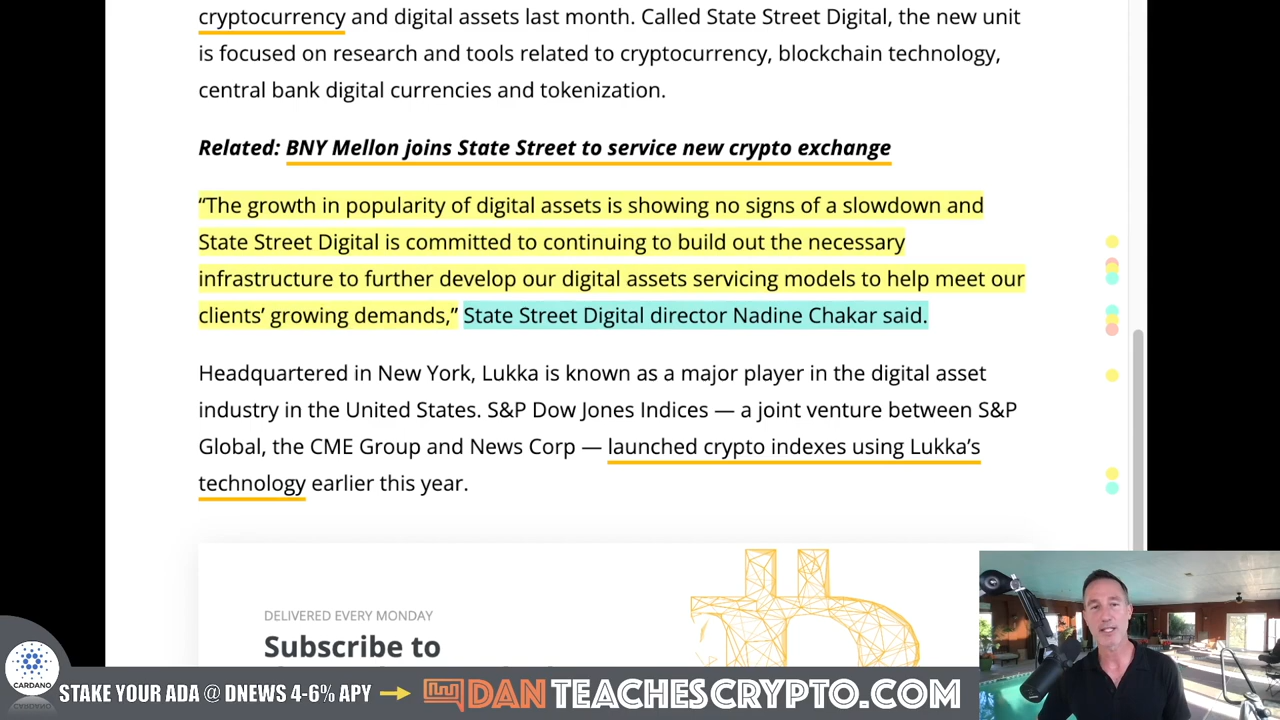 cryptocurrency and digital assets last month. Called State Street Digital, the new unit
is focused on research and tools related to cryptocurrency, blockchain technology,
central bank digital currencies and tokenization.
Related: BNY Mellon joins State Street to service new crypto exchange
“The growth in popularity of digital assets is showing no signs of a slowdown and
State Street Digital is committed to continuing to build out the necessary
infrastructure to further develop our digital assets servicing models to help meet our
clients’ growing demands,” State Street Digital director Nadine Chakar said.
Headquartered in New York, Lukka is known as a major player in the digital asset
industry in the United States. S&P Dow Jones Indices — a joint venture between S&P
Global, the CME Group and News Corp — launched crypto indexes using Lukka’s
technology earlier this year.
DELIVERED EVERY MONDAY
Subscribe to
CARDANO
STAKE YOUR ADA @ DNEWS 4-6% APY
DANTEACHESCRYPTO.COM